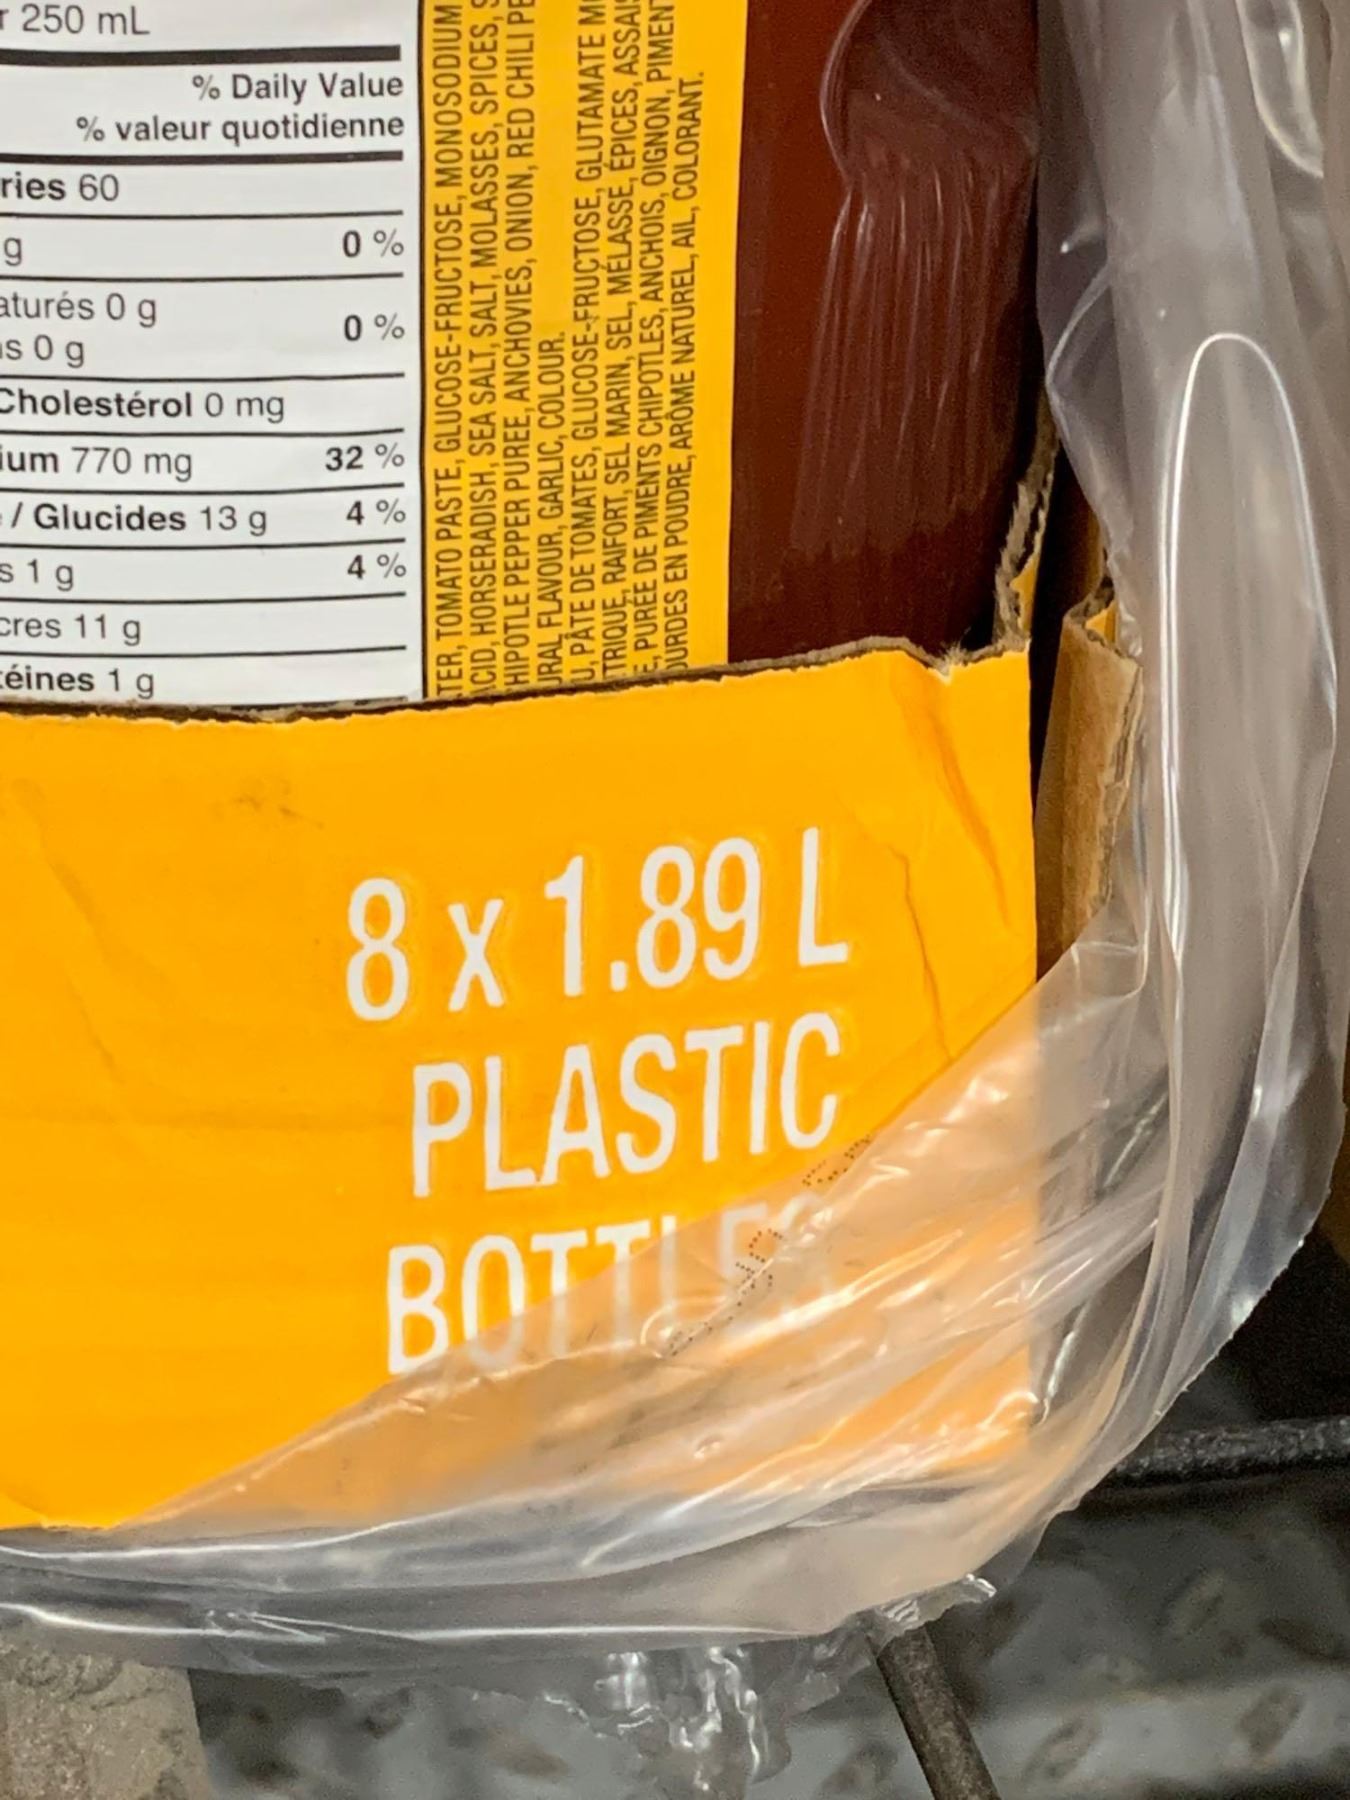 250 mL
% Daily Value
% valeur quotidienne
ries 60
g 0 %
aturés 0 g
s 0 g 0 %
Cholestérol 0 mg
ium 770 mg 32 %
/ Glucides 13 g 4 %
s 1 g 4 %
cres 11 g
éines 1 g
TER, TOMATO PASTE, GLUCOSE-FRUCTOSE, MONOSODIUM
ACID, HORSERADISH, SEA SALT, SALT, MOLASSES, SPICES, S
HIPOTLE PEPPER PUREE, ANCHOVIES, ONION, RED CHILI PE
URAL FLAVOUR, GARLIC, COLOUR.
U, PÂTE DE TOMATES, GLUCOSE-FRUCTOSE, GLUTAMATE M
TRIQUE, RAIFORT, SEL MARIN, SEL, MÉLASSE, ÉPICES, ASSAIS
E, PURÉE DE PIMENTS CHIPOTLES, ANCHOIS, OIGNON, PIMENT
OURDES EN POUDRE, ARÔME NATUREL, AIL, COLORANT.
8 x 1.89 L
PLASTIC
BOTTLES